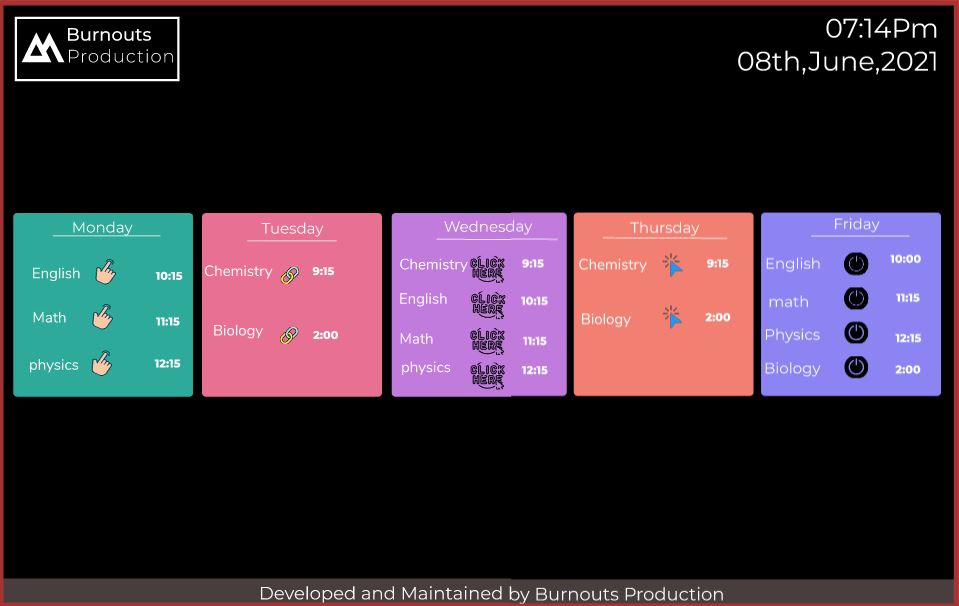 Burnouts
Production
07:14Pm
08th,June,2021
Monday
English 10:15
Math 11:15
physics 12:15
Tuesday
Chemistry 9:15
Biology 2:00
Wednesday
Chemistry CLICK HERE 9:15
English CLICK HERE 10:15
Math CLICK HERE 11:15
physics CLICK HERE 12:15
Thursday
Chemistry 9:15
Biology 2:00
Friday
English 10:00
math 11:15
Physics 12:15
Biology 2:00
Developed and Maintained by Burnouts Production